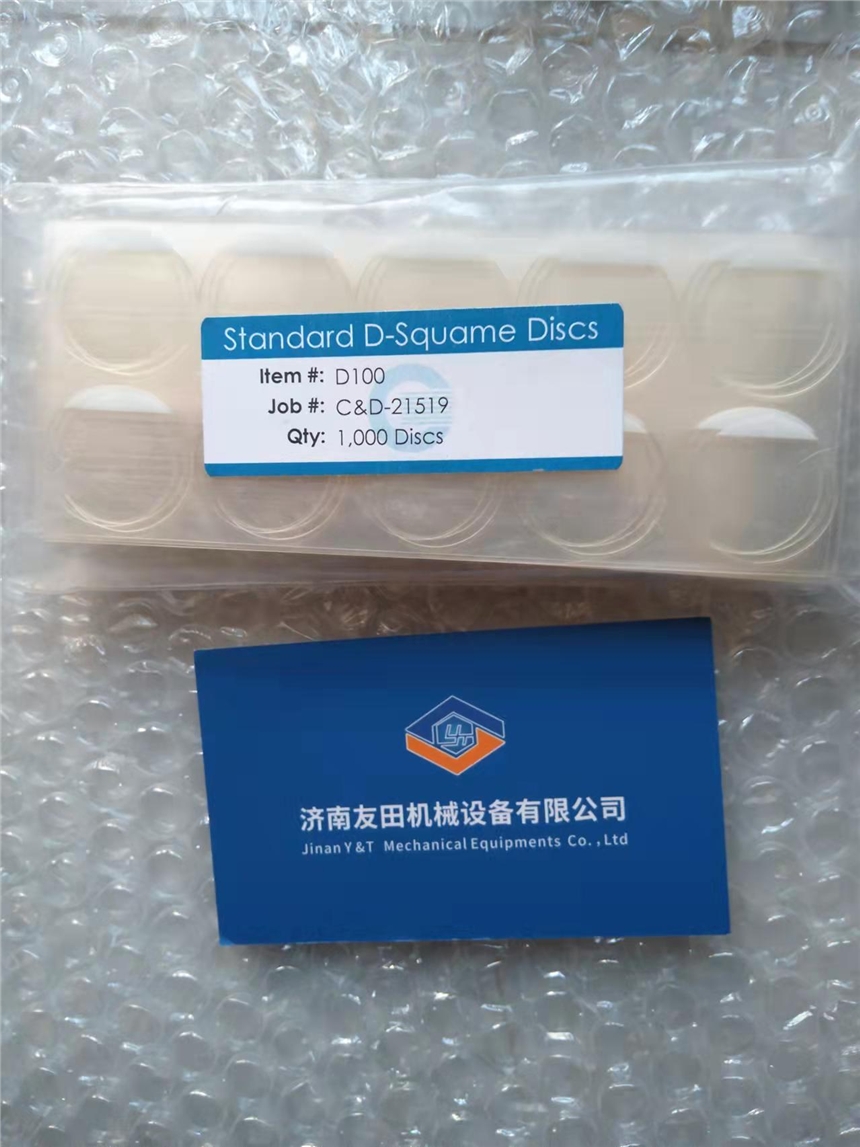 Standard D-Squame Discs
Item #: D100
Job #: C&D-21519
Qty: 1,000 Discs
济南友田机械设备有限公司
Jinan Y&T Mechanical Equipments Co.,Ltd